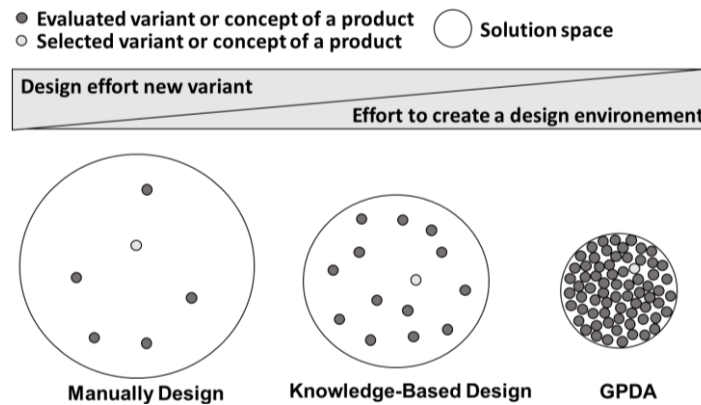 Evaluated variant or concept of a product
Selected variant or concept of a product
Solution space
Design effort new variant
Effort to create a design environement
Manually Design
Knowledge-Based Design
GPDA